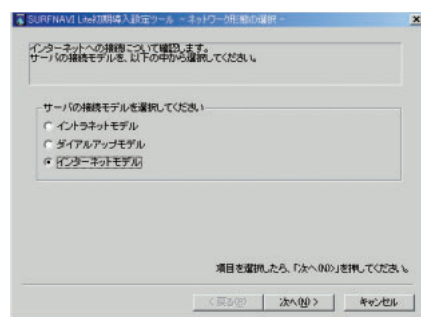 SURFNAVI Lite初期導入設定ツール - ネットワーク形態の選択 -
インターネットへの接続について確認します。
サーバの接続モデルを、以下の中から選択してください。
サーバの接続モデルを選択してください
イントラネットモデル
ダイアルアップモデル
インターネットモデル
項目を選択したら、「次へ(N)>」を押してください。
< 戻る(B)
次へ(N) >
キャンセル